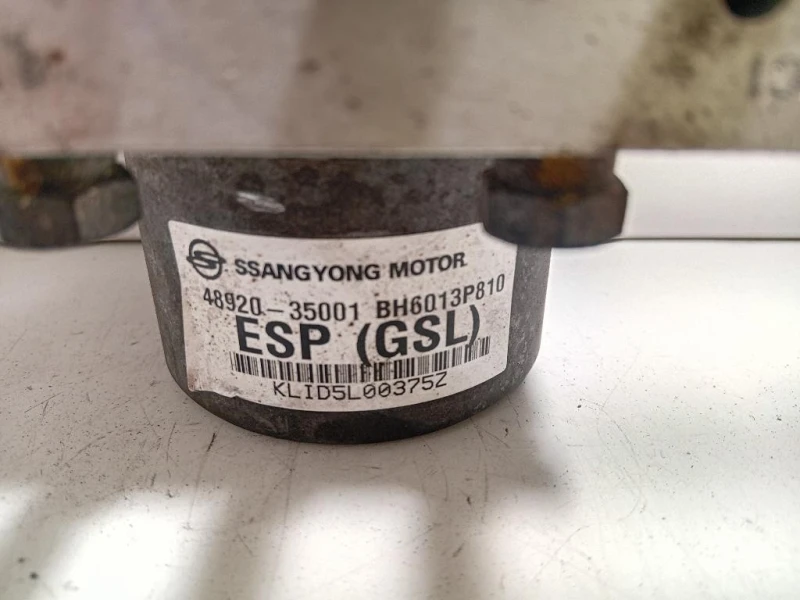 SSANGYONG MOTOR
48920-35001 BH6013P810
ESP (GSL)
KLID5L00375Z